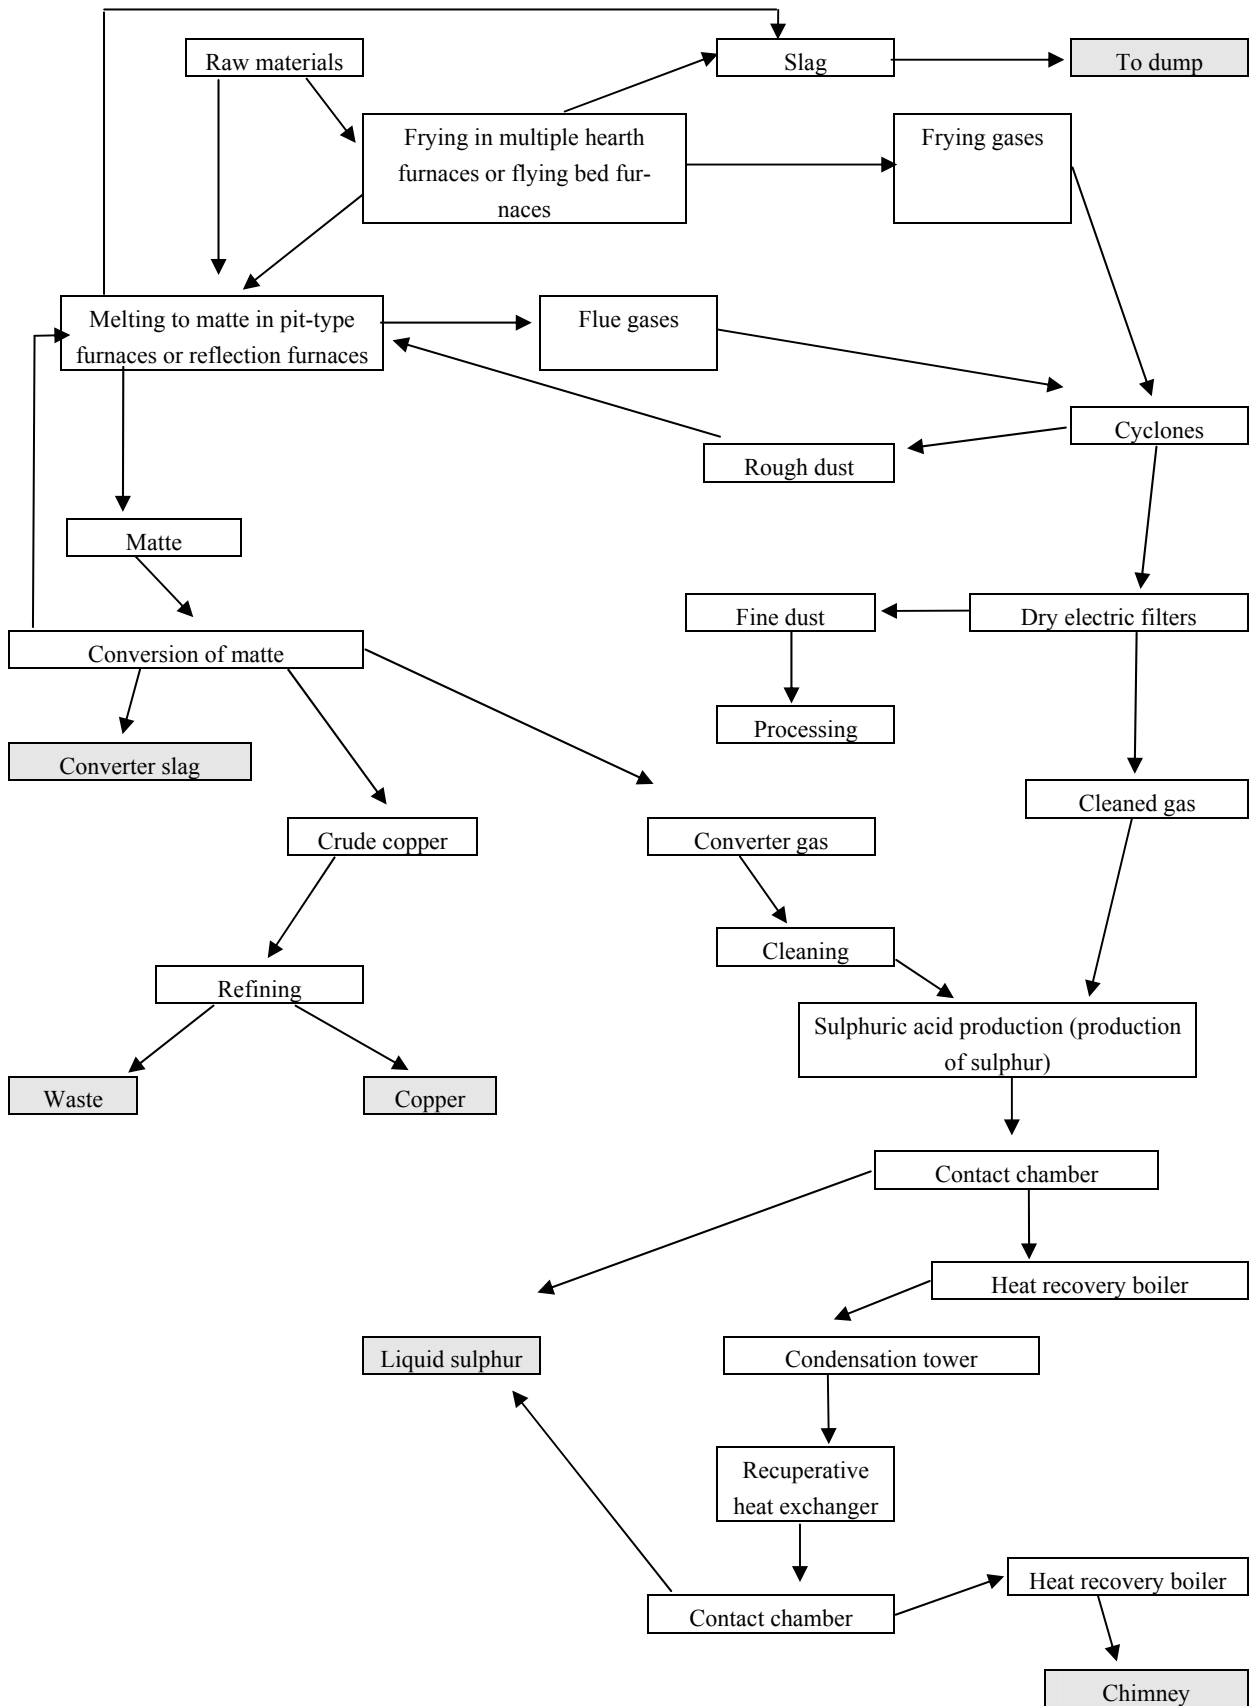 Raw materials
Slag
To dump
Frying in multiple hearth
furnaces or flying bed fur-
naces
Frying gases
Melting to matte in pit-type
furnaces or reflection furnaces
Flue gases
Cyclones
Rough dust
Matte
Fine dust
Dry electric filters
Conversion of matte
Processing
Converter slag
Cleaned gas
Crude copper
Converter gas
Cleaning
Refining
Sulphuric acid production (production
of sulphur)
Waste
Copper
Contact chamber
Heat recovery boiler
Liquid sulphur
Condensation tower
Recuperative
heat exchanger
Heat recovery boiler
Contact chamber
Chimney